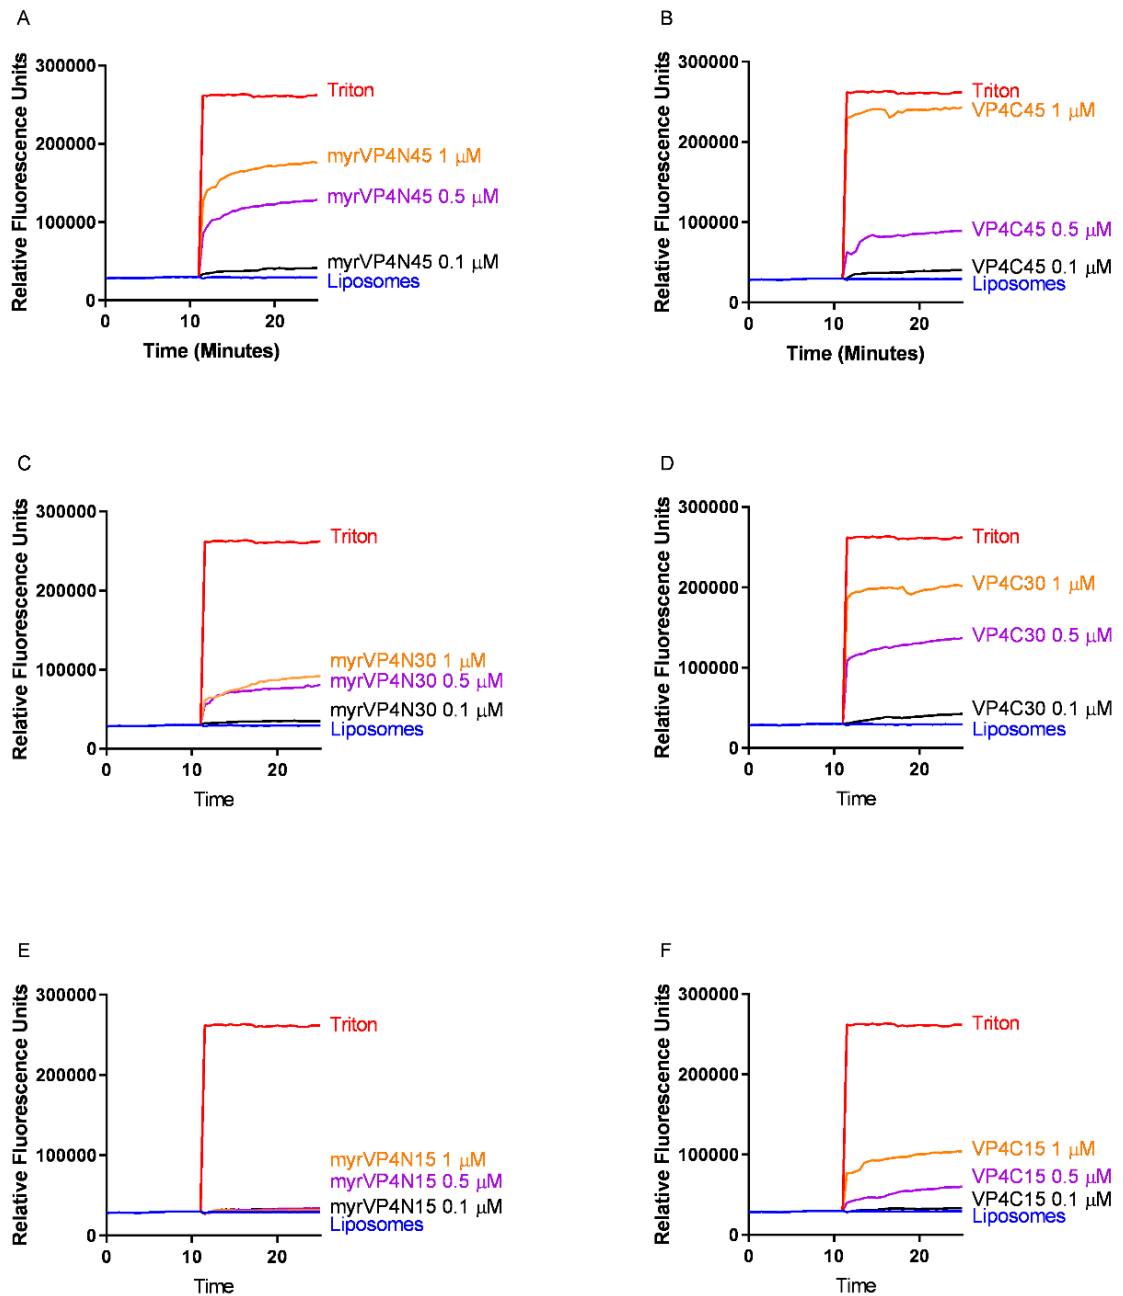 A
Relative Fluorescence Units
300000
200000
100000
0
0
10
20
Time (Minutes)
Triton
myrVP4N45 1 μM
myrVP4N45 0.5 μM
myrVP4N45 0.1 μM
Liposomes
B
Relative Fluorescence Units
300000
200000
100000
0
0
10
20
Time (Minutes)
Triton
VP4C45 1 μM
VP4C45 0.5 μM
VP4C45 0.1 μM
Liposomes
C
Relative Fluorescence Units
300000
200000
100000
0
0
10
20
Time
Triton
myrVP4N30 1 μM
myrVP4N30 0.5 μM
myrVP4N30 0.1 μM
Liposomes
D
Relative Fluorescence Units
300000
200000
100000
0
0
10
20
Time
Triton
VP4C30 1 μM
VP4C30 0.5 μM
VP4C30 0.1 μM
Liposomes
E
Relative Fluorescence Units
300000
200000
100000
0
0
10
20
Time
Triton
myrVP4N15 1 μM
myrVP4N15 0.5 μM
myrVP4N15 0.1 μM
Liposomes
F
Relative Fluorescence Units
300000
200000
100000
0
0
10
20
Time
Triton
VP4C15 1 μM
VP4C15 0.5 μM
VP4C15 0.1 μM
Liposomes